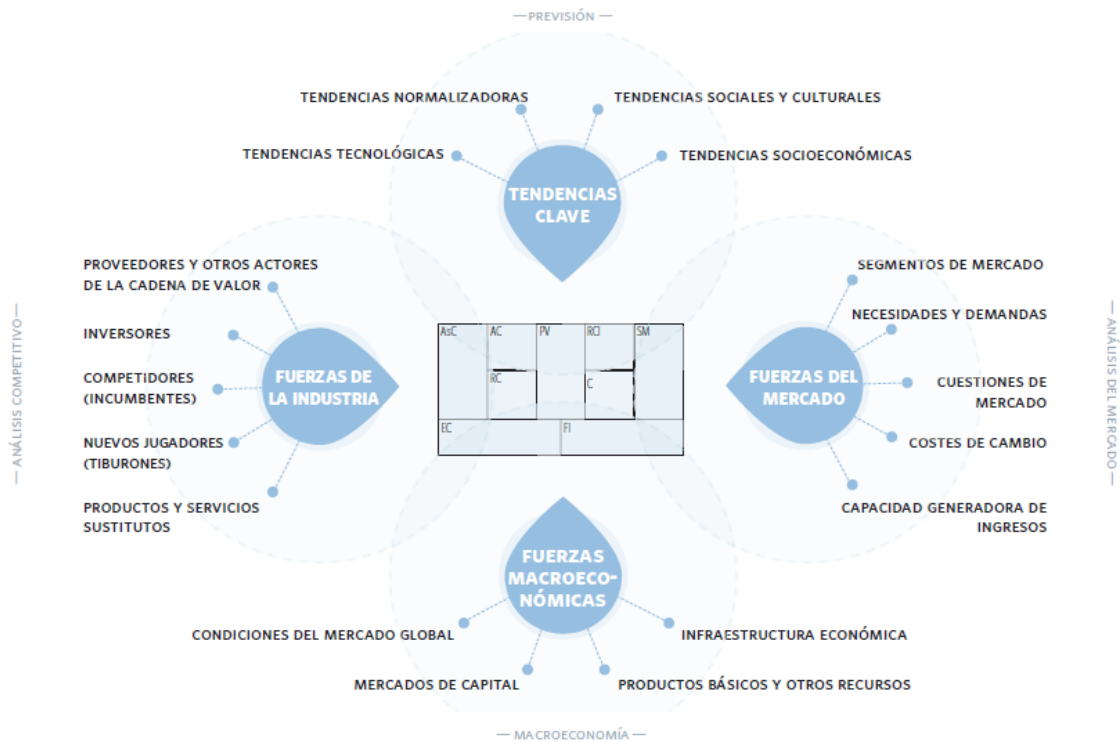 — PREVISIÓN —
TENDENCIAS NORMALIZADORAS
TENDENCIAS SOCIALES Y CULTURALES
TENDENCIAS TECNOLÓGICAS
TENDENCIAS SOCIOECONÓMICAS
TENDENCIAS
CLAVE
— ANÁLISIS COMPETITIVO —
PROVEEDORES Y OTROS ACTORES
DE LA CADENA DE VALOR
INVERSORES
COMPETIDORES
(INCUMBENTES)
NUEVOS JUGADORES
(TIBURONES)
PRODUCTOS Y SERVICIOS
SUSTITUTOS
FUERZAS DE
LA INDUSTRIA
AsC
AC
PV
RCl
SM
RC
C
EC
FI
FUERZAS DEL
MERCADO
SEGMENTOS DE MERCADO
NECESIDADES Y DEMANDAS
CUESTIONES DE
MERCADO
COSTES DE CAMBIO
CAPACIDAD GENERADORA DE
INGRESOS
— ANÁLISIS DEL MERCADO —
FUERZAS
MACROECO-
NÓMICAS
CONDICIONES DEL MERCADO GLOBAL
INFRAESTRUCTURA ECONÓMICA
MERCADOS DE CAPITAL
PRODUCTOS BÁSICOS Y OTROS RECURSOS
— MACROECONOMÍA —